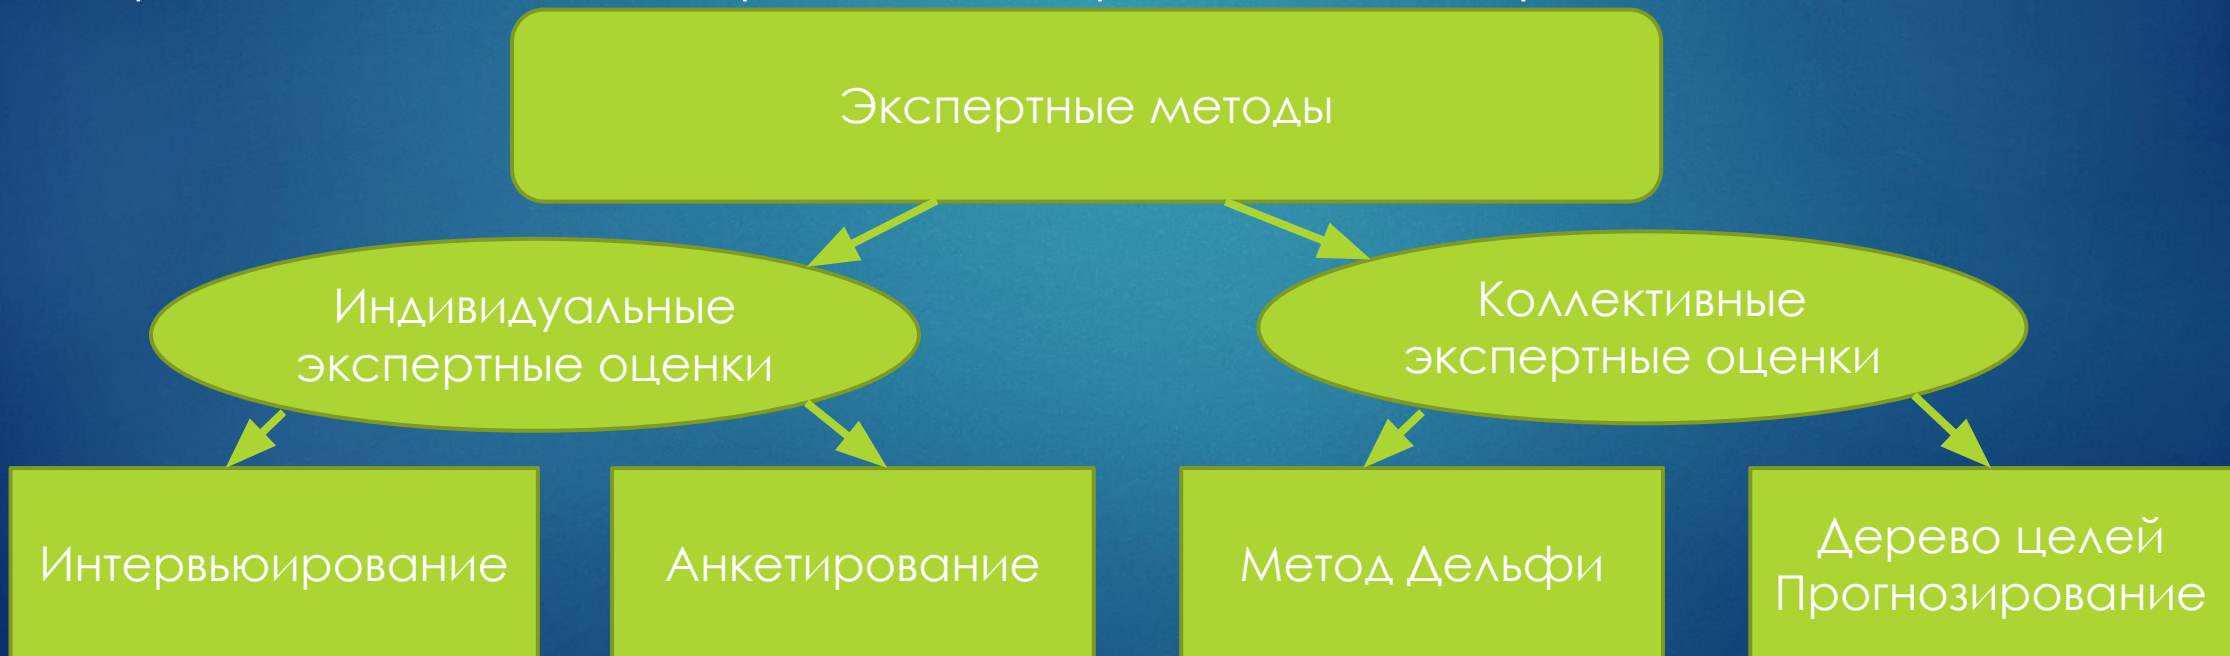 Экспертные методы
Индивидуальные
экспертные оценки
Коллективные
экспертные оценки
Интервьюирование
Анкетирование
Метод Дельфи
Дерево целей
Прогнозирование